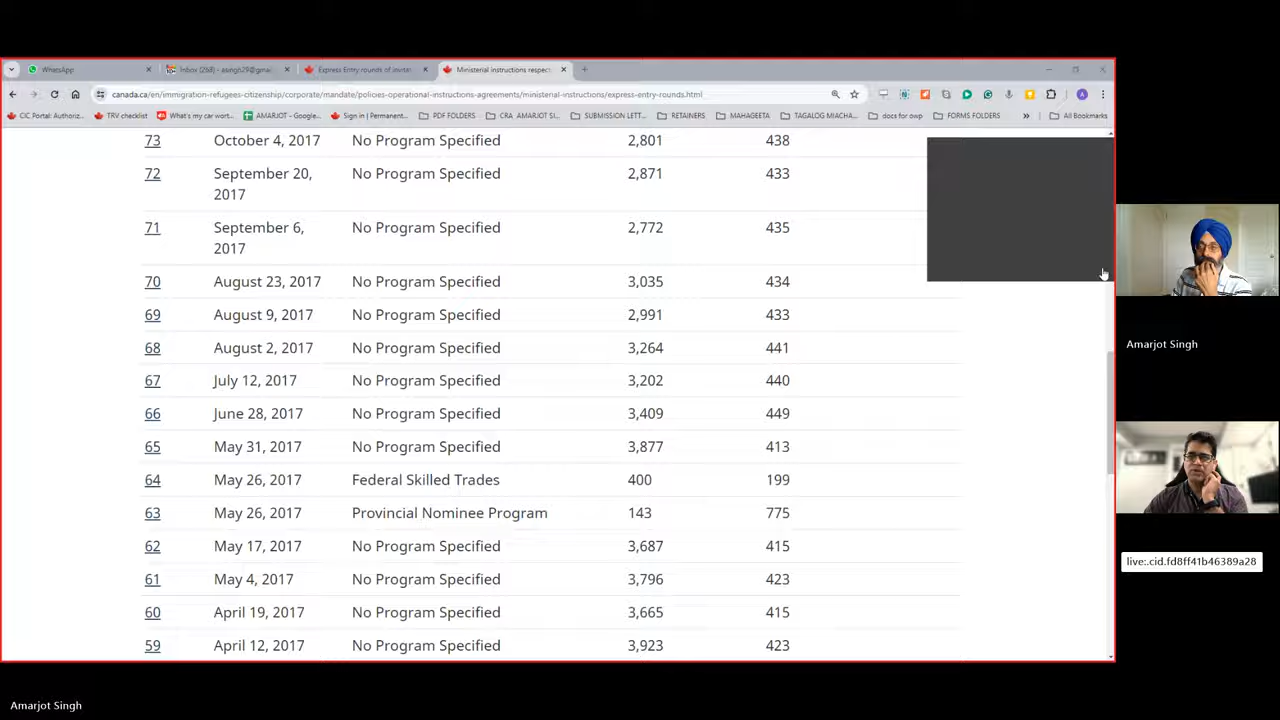 WhatsApp
Inbox (268) - asingh29@gmai
Express Entry rounds of invitat
Ministerial instructions respec
canada.ca/en/immigration-refugees-citizenship/corporate/mandate/policies-operational-instructions-agreements/ministerial-instructions/express-entry-rounds.html
CIC Portal: Authoriz... TRV checklist What's my car wort... AMARJOT - Google... Sign in | Permanent... PDF FOLDERS CRA AMARJOT SI... SUBMISSION LETT... RETAINERS MAHAGEETA TAGALOG MIACHA... docs for owp FORMS FOLDERS » All Bookmarks
73 October 4, 2017 No Program Specified 2,801 438
72 September 20, 2017 No Program Specified 2,871 433
71 September 6, 2017 No Program Specified 2,772 435
70 August 23, 2017 No Program Specified 3,035 434
69 August 9, 2017 No Program Specified 2,991 433
68 August 2, 2017 No Program Specified 3,264 441
67 July 12, 2017 No Program Specified 3,202 440
66 June 28, 2017 No Program Specified 3,409 449
65 May 31, 2017 No Program Specified 3,877 413
64 May 26, 2017 Federal Skilled Trades 400 199
63 May 26, 2017 Provincial Nominee Program 143 775
62 May 17, 2017 No Program Specified 3,687 415
61 May 4, 2017 No Program Specified 3,796 423
60 April 19, 2017 No Program Specified 3,665 415
59 April 12, 2017 No Program Specified 3,923 423
Amarjot Singh
live:.cid.fd8ff41b46389a28
Amarjot Singh